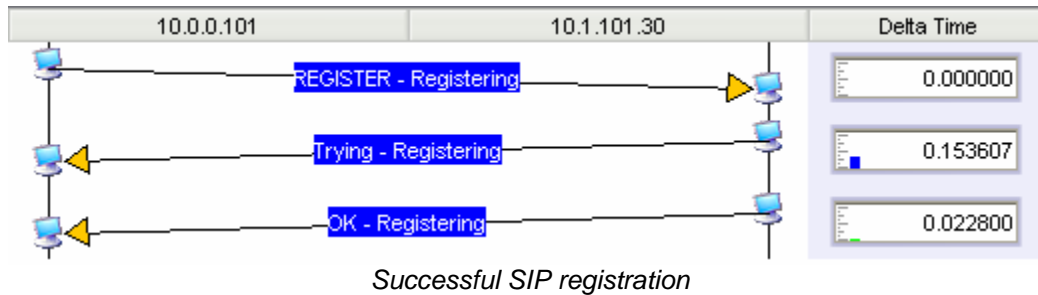 10.0.0.101 10.1.101.30 Delta Time
REGISTER - Registering 0.000000
Trying - Registering 0.153607
OK - Registering 0.022800
Successful SIP registration